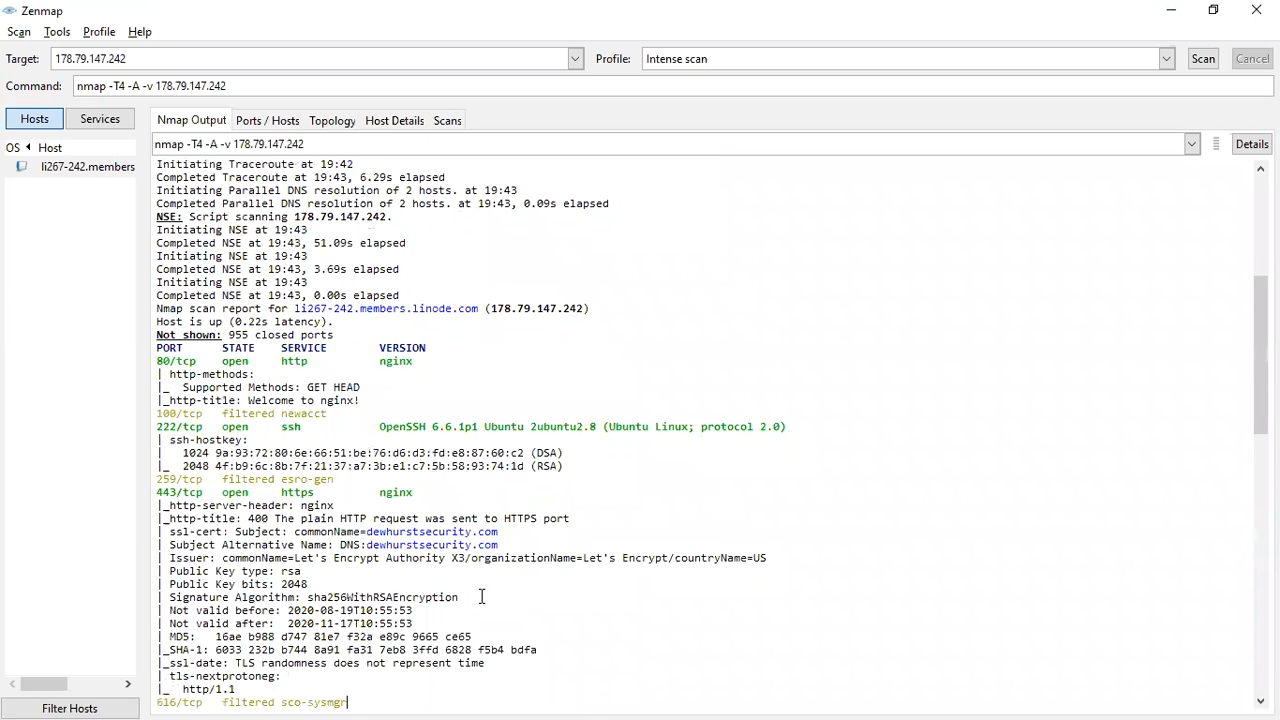 Zenmap
Scan Tools Profile Help
Target: 178.79.147.242 Profile: Intense scan Scan Cancel
Command: nmap -T4 -A -v 178.79.147.242
Hosts Services Nmap Output Ports / Hosts Topology Host Details Scans
OS Host nmap -T4 -A -v 178.79.147.242 Details
li267-242.members
Initiating Traceroute at 19:42
Completed Traceroute at 19:43, 6.29s elapsed
Initiating Parallel DNS resolution of 2 hosts. at 19:43
Completed Parallel DNS resolution of 2 hosts. at 19:43, 0.09s elapsed
NSE: Script scanning 178.79.147.242.
Initiating NSE at 19:43
Completed NSE at 19:43, 51.09s elapsed
Initiating NSE at 19:43
Completed NSE at 19:43, 3.69s elapsed
Initiating NSE at 19:43
Completed NSE at 19:43, 0.00s elapsed
Nmap scan report for li267-242.members.linode.com (178.79.147.242)
Host is up (0.22s latency).
Not shown: 955 closed ports
PORT STATE SERVICE VERSION
80/tcp open http nginx
| http-methods:
|_ Supported Methods: GET HEAD
|_http-title: Welcome to nginx!
100/tcp filtered newacct
222/tcp open ssh OpenSSH 6.6.1p1 Ubuntu 2ubuntu2.8 (Ubuntu Linux; protocol 2.0)
| ssh-hostkey:
| 1024 9a:93:72:80:6e:66:51:be:76:d6:d3:fd:e8:87:60:c2 (DSA)
|_ 2048 4f:b9:6c:8b:7f:21:37:a7:3b:e1:c7:5b:58:93:74:1d (RSA)
259/tcp filtered esro-gen
443/tcp open https nginx
|_http-server-header: nginx
|_http-title: 400 The plain HTTP request was sent to HTTPS port
| ssl-cert: Subject: commonName=dewhurstsecurity.com
| Subject Alternative Name: DNS:dewhurstsecurity.com
| Issuer: commonName=Let's Encrypt Authority X3/organizationName=Let's Encrypt/countryName=US
| Public Key type: rsa
| Public Key bits: 2048
| Signature Algorithm: sha256WithRSAEncryption
| Not valid before: 2020-08-19T10:55:53
| Not valid after: 2020-11-17T10:55:53
| MD5: 16ae b988 d747 81e7 f32a e89c 9665 ce65
|_SHA-1: 6033 232b b744 8a91 fa31 7eb8 3ffd 6828 f5b4 bdfa
|_ssl-date: TLS randomness does not represent time
| tls-nextprotoneg:
|_ http/1.1
616/tcp filtered sco-sysmgr
Filter Hosts